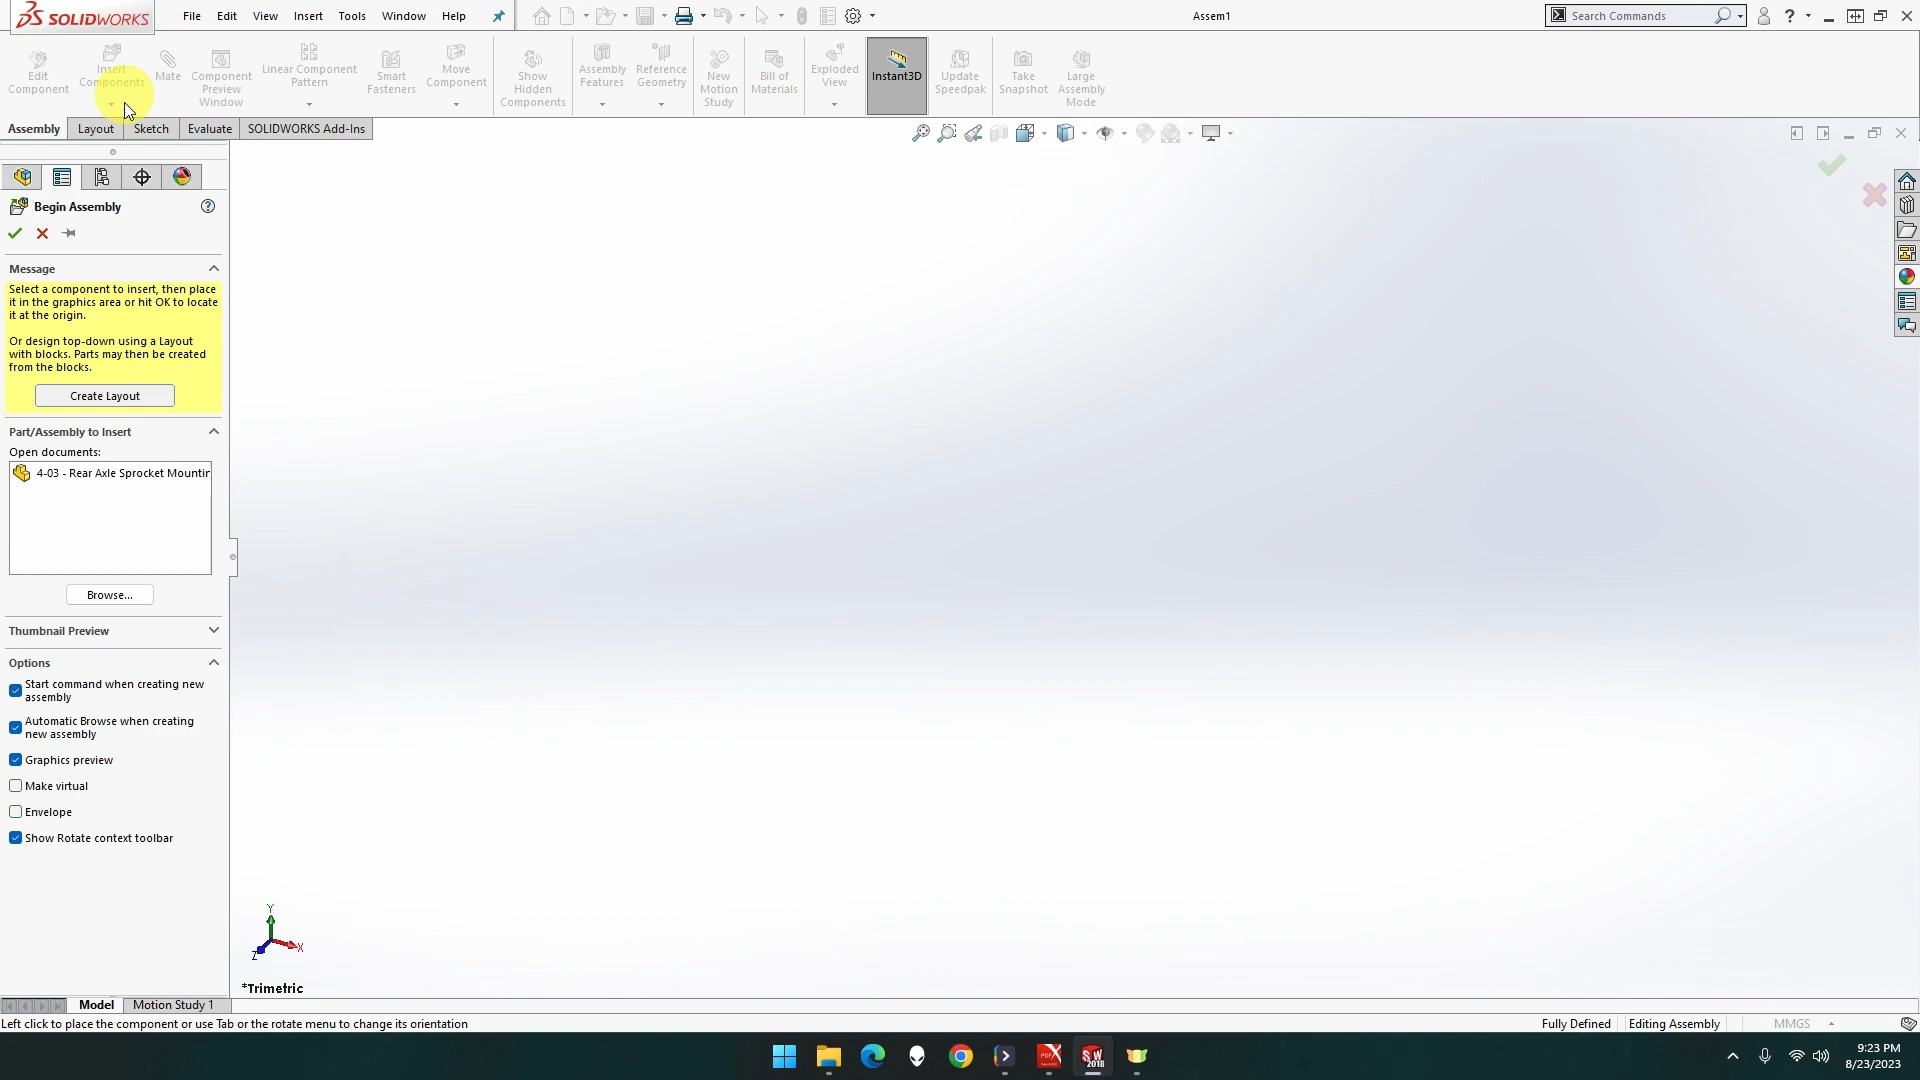 SOLIDWORKS File Edit View Insert Tools Window Help Assem1 Search Commands
Edit Component
Insert Components
Mate
Component Preview Window
Linear Component Pattern
Smart Fasteners
Move Component
Show Hidden Components
Assembly Features
Reference Geometry
New Motion Study
Bill of Materials
Exploded View
Instant3D
Update Speedpak
Take Snapshot
Large Assembly Mode
Assembly Layout Sketch Evaluate SOLIDWORKS Add-Ins
Begin Assembly
Message
Select a component to insert, then place
it in the graphics area or hit OK to locate
it at the origin.
Or design top-down using a Layout
with blocks. Parts may then be created
from the blocks.
Create Layout
Part/Assembly to Insert
Open documents:
4-03 - Rear Axle Sprocket Mountin
Browse...
Thumbnail Preview
Options
Start command when creating new
assembly
Automatic Browse when creating
new assembly
Graphics preview
Make virtual
Envelope
Show Rotate context toolbar
Y
X
Z
*Trimetric
Model Motion Study 1
Left click to place the component or use Tab or the rotate menu to change its orientation Fully Defined Editing Assembly MMGS
PDF
SW
2018
9:23 PM
8/23/2023